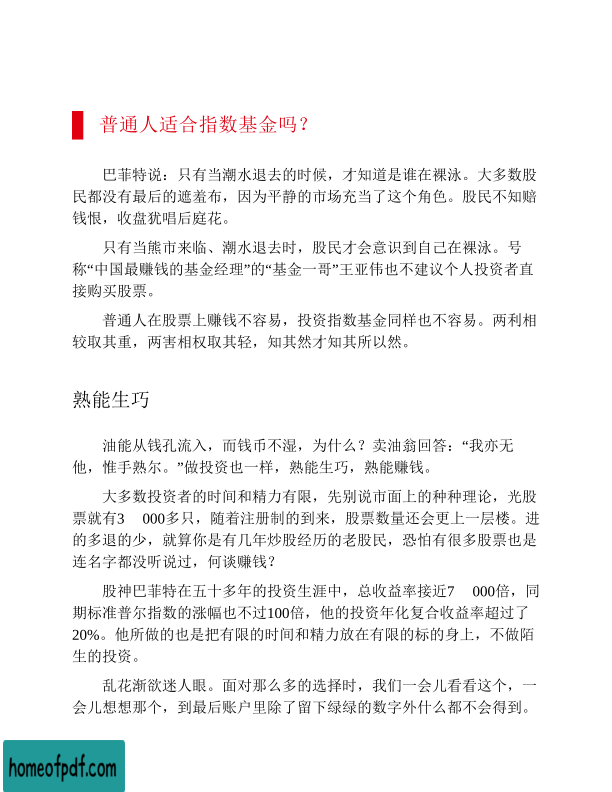 普通人适合指数基金吗？
巴菲特说：只有当潮水退去的时候，才知道是谁在裸泳。大多数股
民都没有最后的遮羞布，因为平静的市场充当了这个角色。股民不知赔
钱恨，收盘犹唱后庭花。
只有当熊市来临、潮水退去时，股民才会意识到自己在裸泳。号
称“中国最赚钱的基金经理”的“基金一哥”王亚伟也不建议个人投资者直
接购买股票。
普通人在股票上赚钱不容易，投资指数基金同样也不容易。两利相
较取其重，两害相权取其轻，知其然才知其所以然。
熟能生巧
油能从钱孔流入，而钱币不湿，为什么？卖油翁回答：“我亦无
他，惟手熟尔。”做投资也一样，熟能生巧，熟能赚钱。
大多数投资者的时间和精力有限，先别说市面上的种种理论，光股
票就有3 000多只，随着注册制的到来，股票数量还会更上一层楼。进
的多退的少，就算你是有几年炒股经历的老股民，恐怕有很多股票也是
连名字都没听说过，何谈赚钱？
股神巴菲特在五十多年的投资生涯中，总收益率接近7 000倍，同
期标准普尔指数的涨幅也不过100倍，他的投资年化复合收益率超过了
20%。他所做的也是把有限的时间和精力放在有限的标的身上，不做陌
生的投资。
乱花渐欲迷人眼。面对那么多的选择时，我们一会儿看看这个，一
会儿想想那个，到最后账户里除了留下绿绿的数字外什么都不会得到。
homeofpdf.com